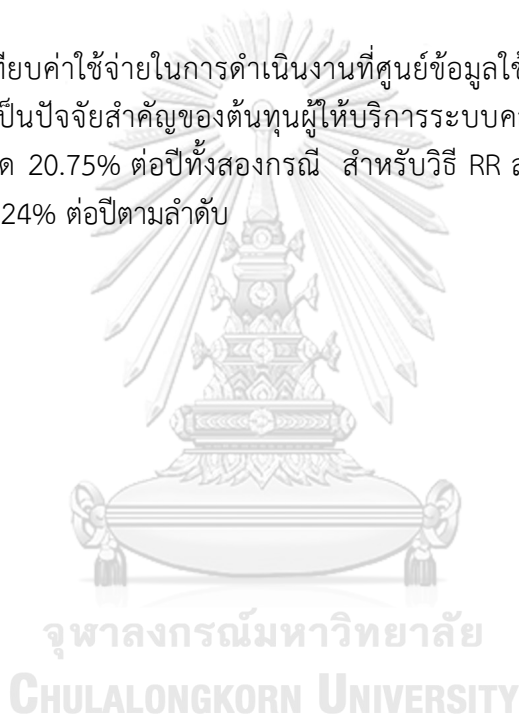 ทียบค่าใช้จ่ายในการดำเนินงานที่ศูนย์ข้อมูลใช้
ป็นปัจจัยสำคัญของต้นทุนผู้ให้บริการระบบคล
ด 20.75% ต่อปีทั้งสองกรณี สำหรับวิธี RR ส
24% ต่อปีตามลำดับ
จุฬาลงกรณ์มหาวิทยาลัย
CHULALONGKORN UNIVERSITY